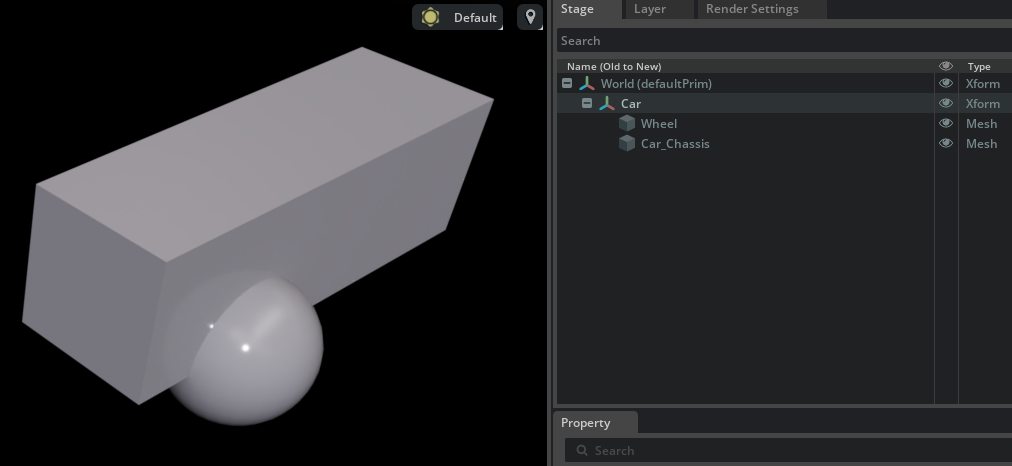 Default
Stage Layer Render Settings
Search
Name (Old to New) Type
World (defaultPrim) Xform
Car Xform
Wheel Mesh
Car_Chassis Mesh
Property
Search